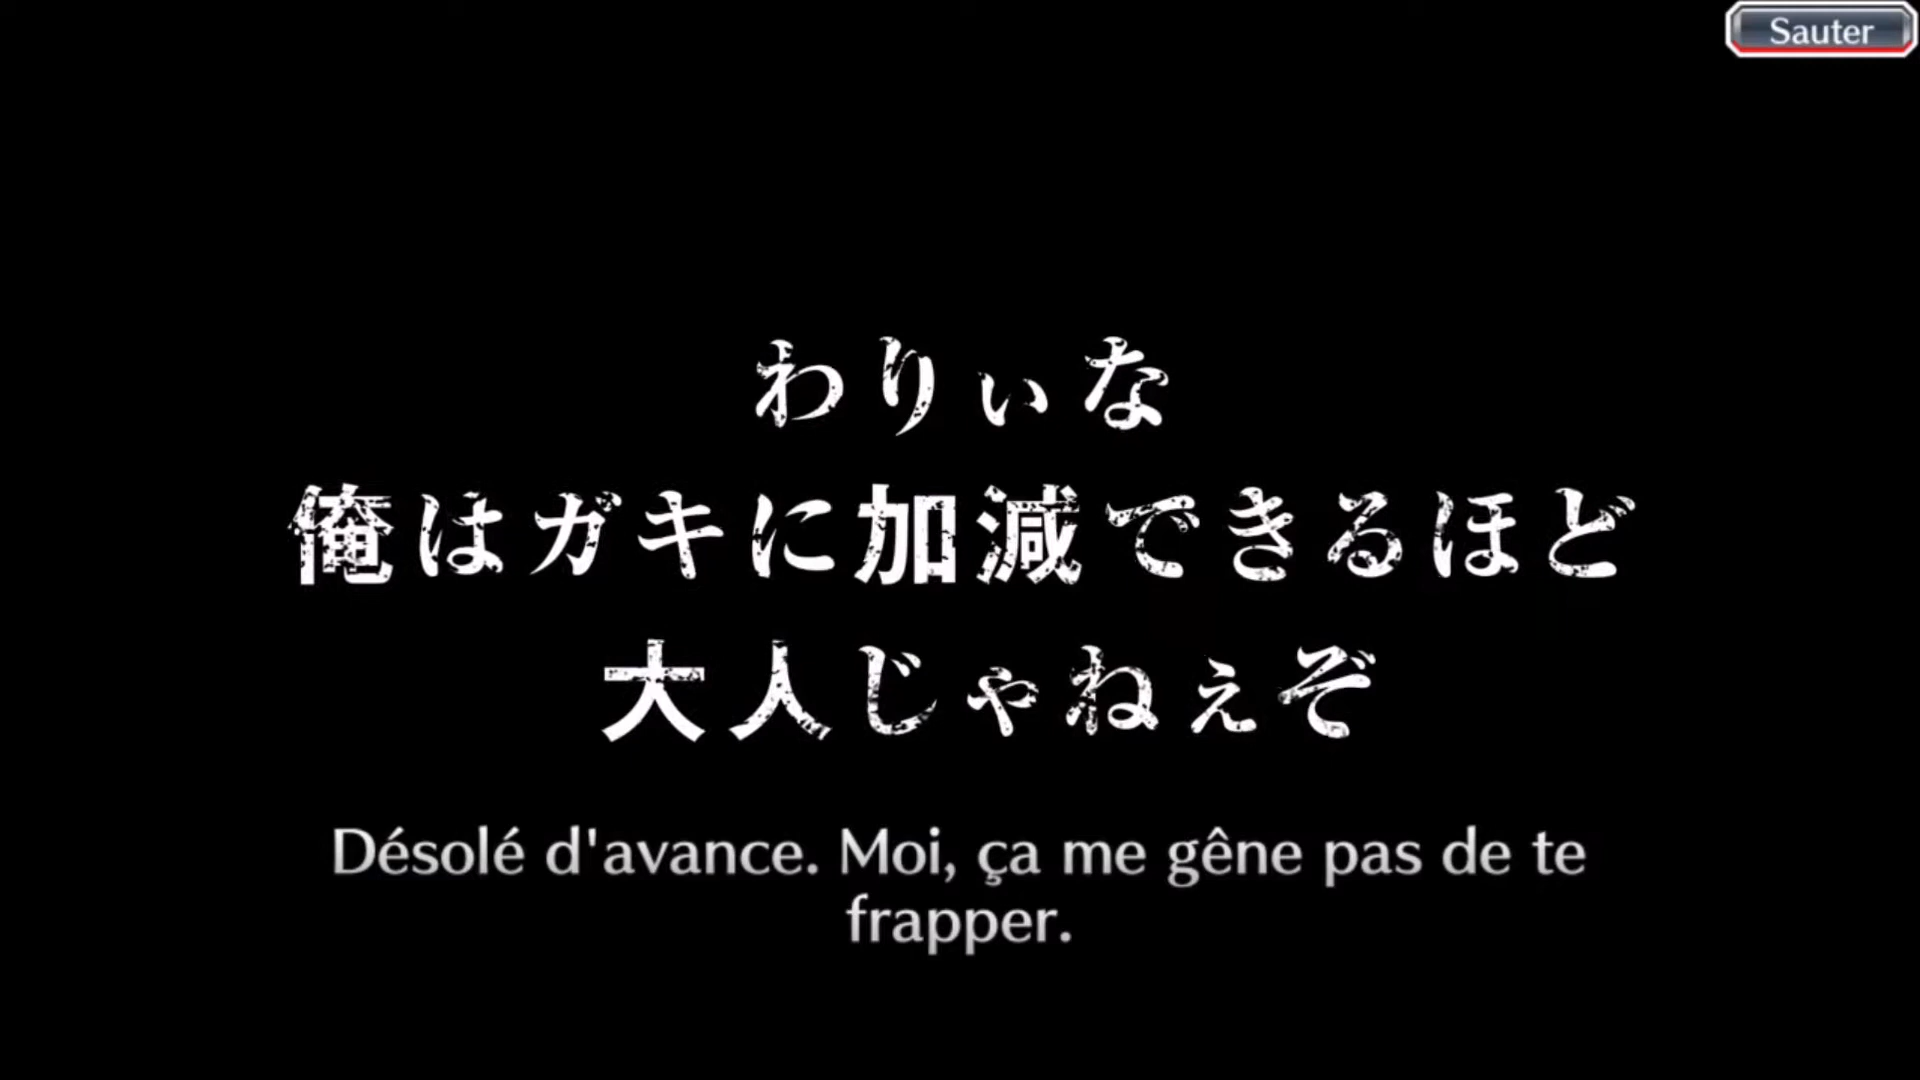 Sauter
わりぃな
俺はガキに加減できるほど
大人じゃねぇぞ
Désolé d'avance. Moi, ça me gêne pas de te
frapper.